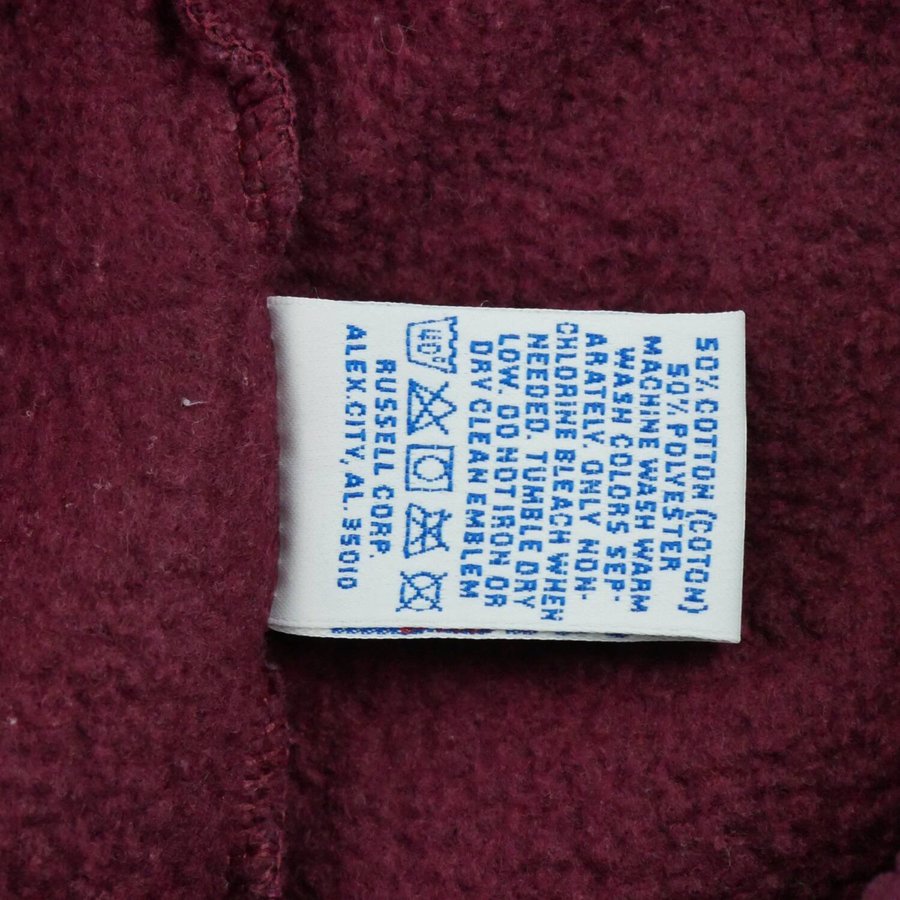 50% COTTON (COTON)
50% POLYESTER
MACHINE WASH WARM
WASH COLORS SEP-
ARATELY. ONLY NON-
CHLORINE BLEACH WHEN
NEEDED. TUMBLE DRY
LOW. DO NOT IRON OR
DRY CLEAN EMBLEM
RUSSELL CORP.
ALEX.CITY, AL. 35010